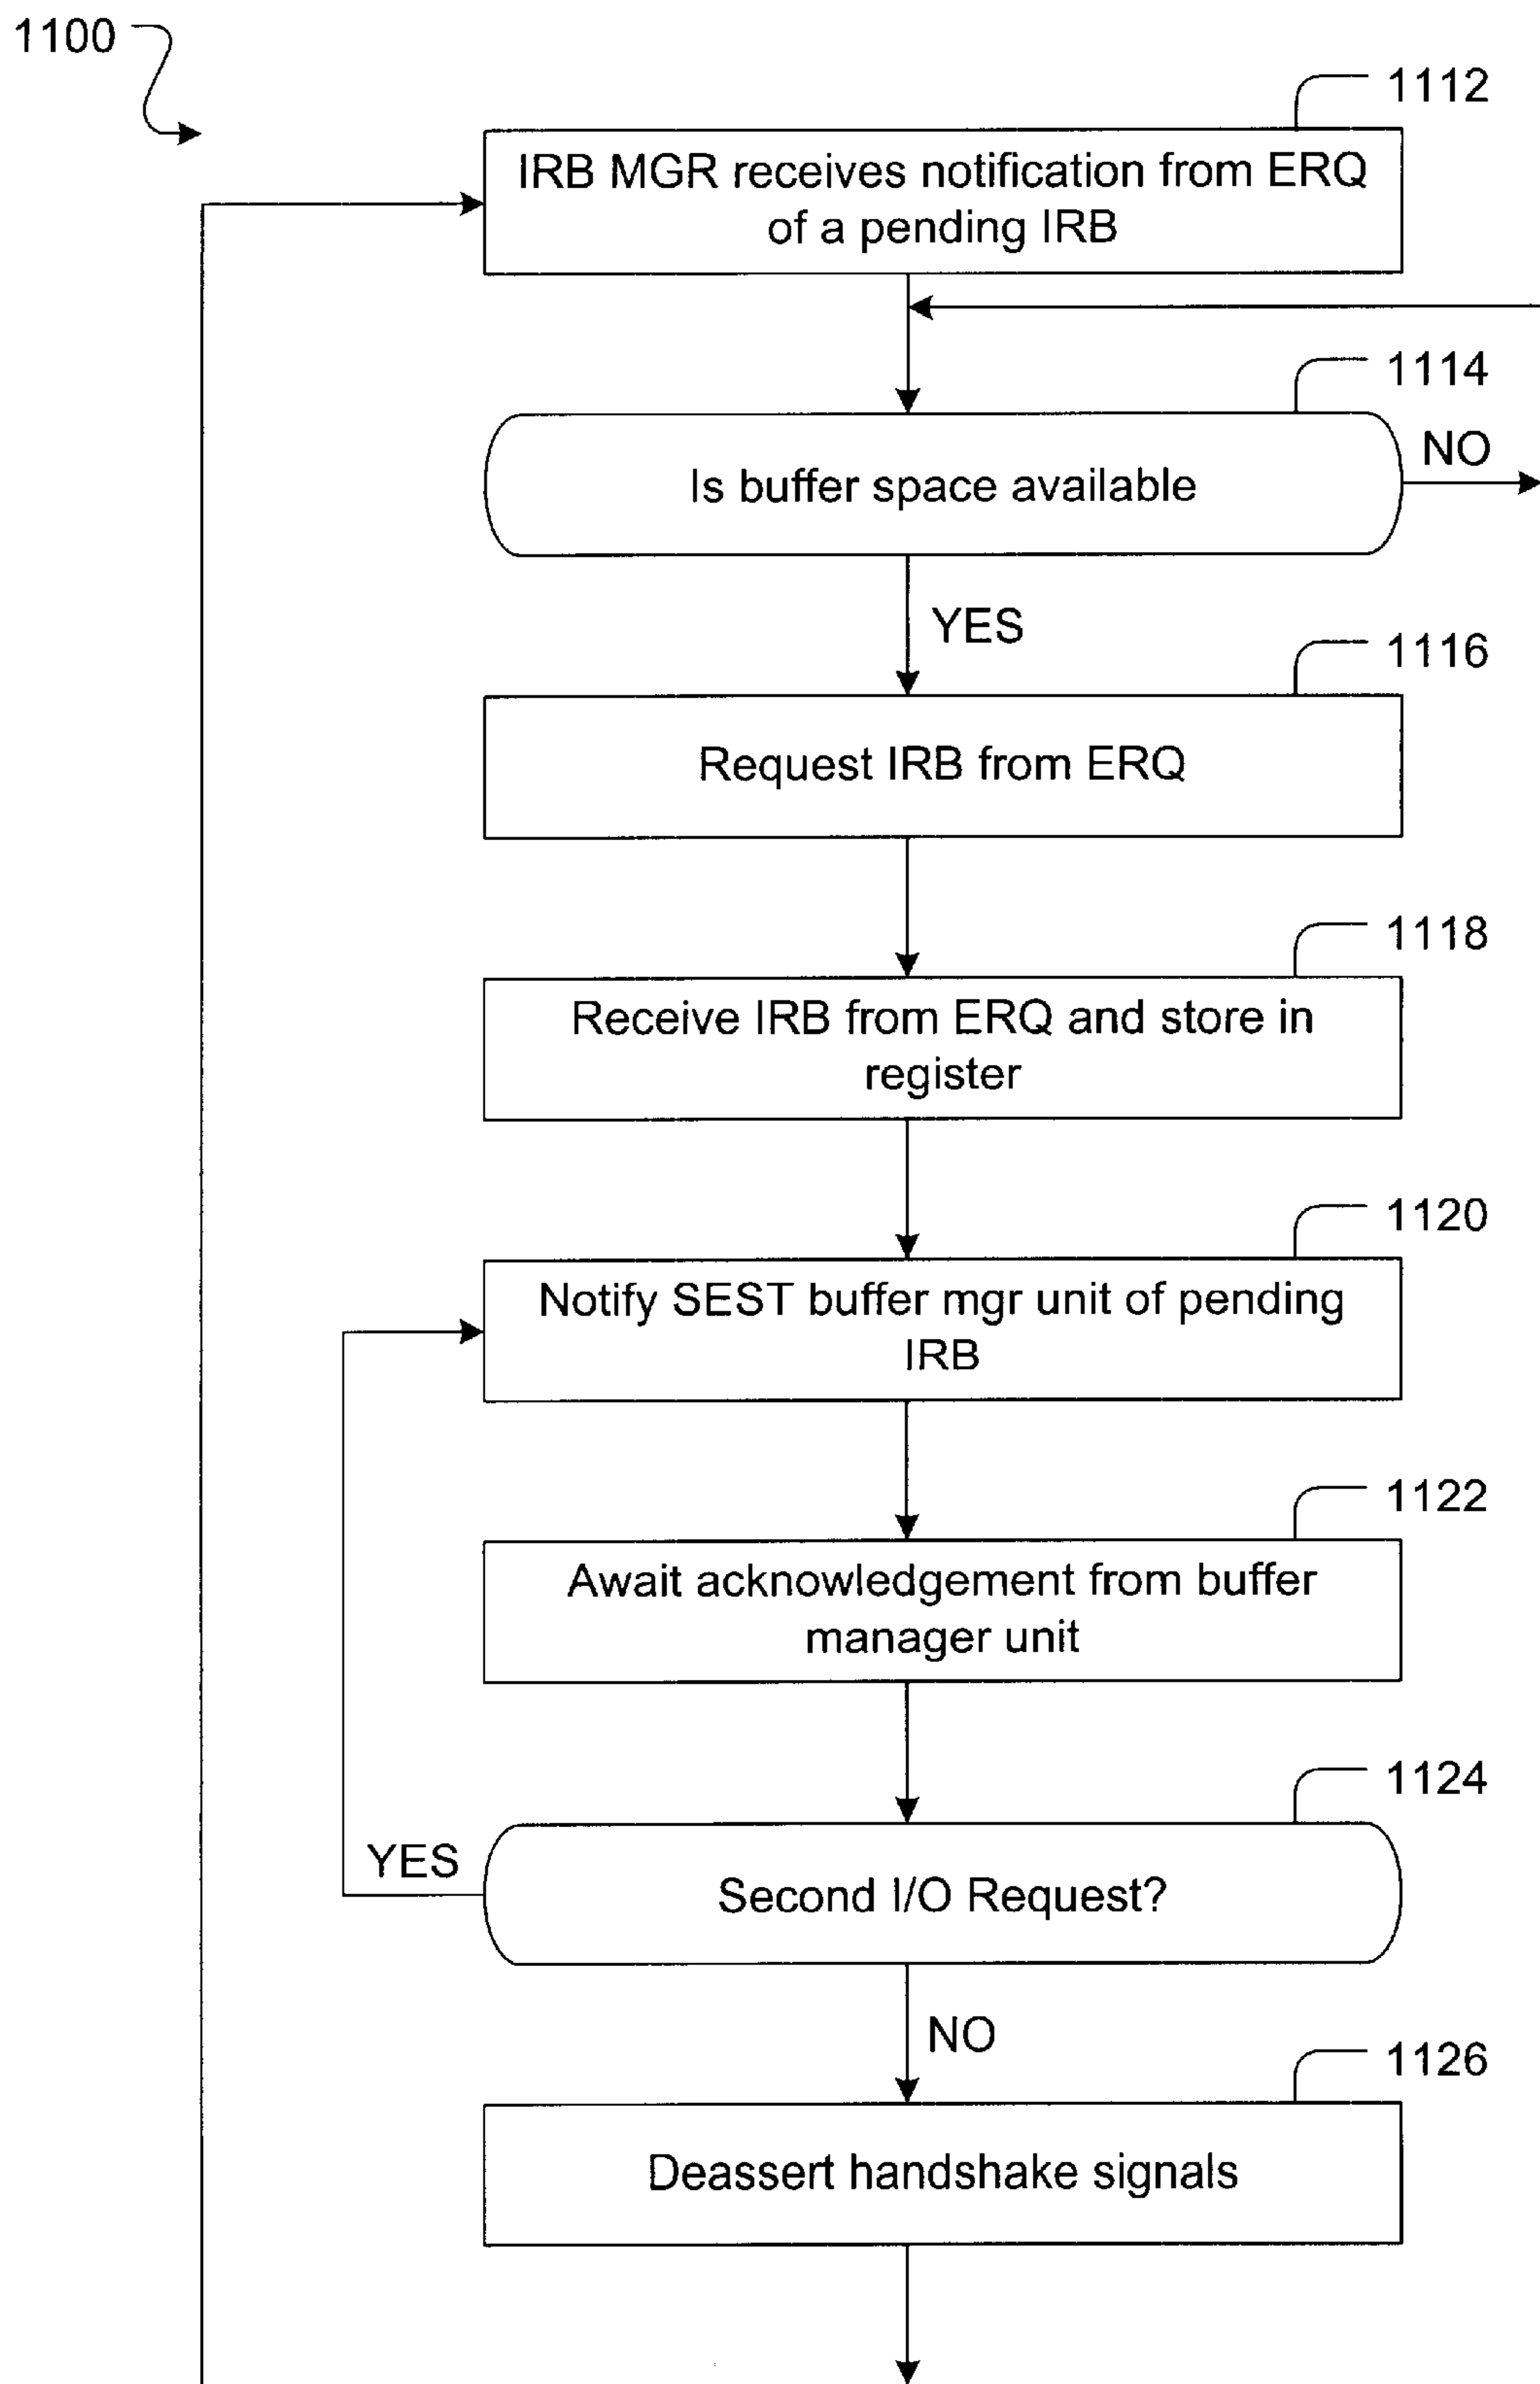 1100
1112
IRB MGR receives notification from ERQ
of a pending IRB
1114
Is buffer space available
NO
YES
1116
Request IRB from ERQ
1118
Receive IRB from ERQ and store in
register
1120
Notify SEST buffer mgr unit of pending
IRB
1122
Await acknowledgement from buffer
manager unit
1124
Second I/O Request?
YES
NO
1126
Deassert handshake signals